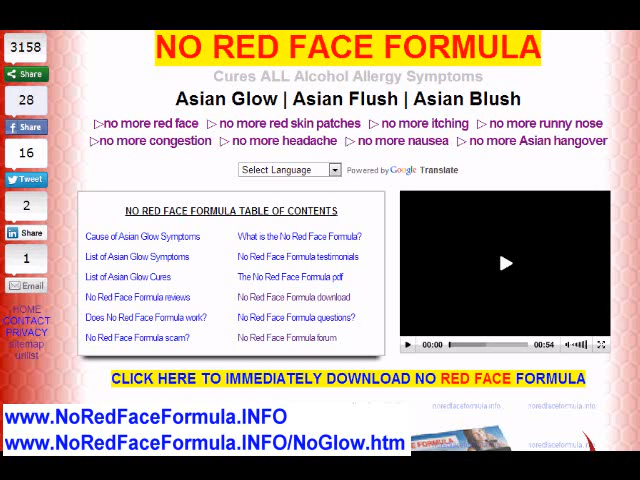 NO RED FACE FORMULA
Cures ALL Alcohol Allergy Symptoms
Asian Glow | Asian Flush | Asian Blush
▷no more red face ▷ no more red skin patches ▷ no more itching ▷ no more runny nose
▷no more congestion ▷ no more headache ▷ no more nausea ▷ no more Asian hangover
Select Language Powered by Google Translate
3158
Share
28
Share
16
Tweet
2
Share
1
Email
HOME
CONTACT
PRIVACY
sitemap
urllist
NO RED FACE FORMULA TABLE OF CONTENTS
Cause of Asian Glow Symptoms What is the No Red Face Formula?
List of Asian Glow Symptoms No Red Face Formula testimonials
List of Asian Glow Cures The No Red Face Formula pdf
No Red Face Formula reviews No Red Face Formula download
Does No Red Face Formula work? No Red Face Formula questions?
No Red Face Formula scam? No Red Face Formula forum
00:00 00:54
CLICK HERE TO IMMEDIATELY DOWNLOAD NO RED FACE FORMULA
noredfaceformula.info noredfaceformula.info
www.NoRedFaceFormula.INFO
www.NoRedFaceFormula.INFO/NoGlow.htm
FORMULA noredfaceformula.info